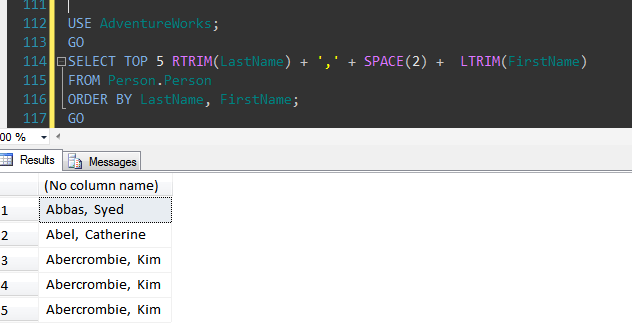 111
112 USE AdventureWorks;
113 GO
114 SELECT TOP 5 RTRIM(LastName) + ',' + SPACE(2) +  LTRIM(FirstName)
115 FROM Person.Person
116 ORDER BY LastName, FirstName;
117 GO
00 %
Results Messages
(No column name)
1 Abbas,  Syed
2 Abel,  Catherine
3 Abercrombie,  Kim
4 Abercrombie,  Kim
5 Abercrombie,  Kim